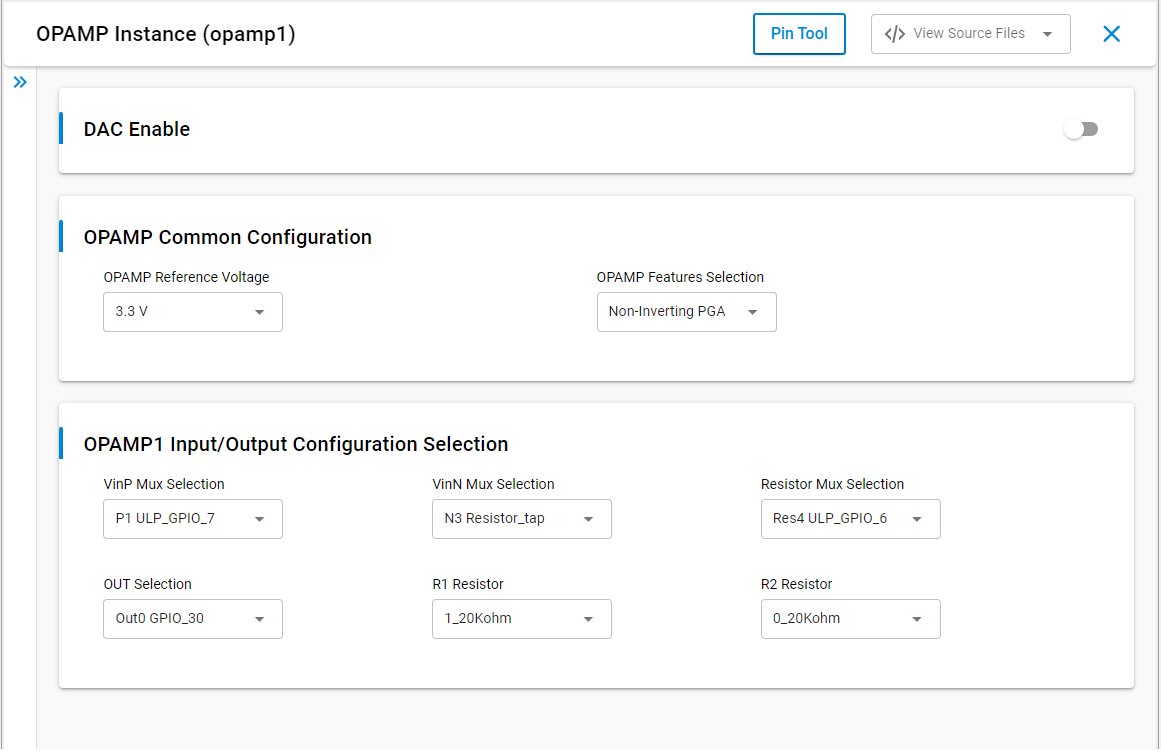 OPAMP Instance (opamp1)
Pin Tool
</> View Source Files
DAC Enable
OPAMP Common Configuration
OPAMP Reference Voltage
OPAMP Features Selection
3.3 V
Non-Inverting PGA
OPAMP1 Input/Output Configuration Selection
VinP Mux Selection
VinN Mux Selection
Resistor Mux Selection
P1 ULP_GPIO_7
N3 Resistor_tap
Res4 ULP_GPIO_6
OUT Selection
R1 Resistor
R2 Resistor
Out0 GPIO_30
1_20Kohm
0_20Kohm